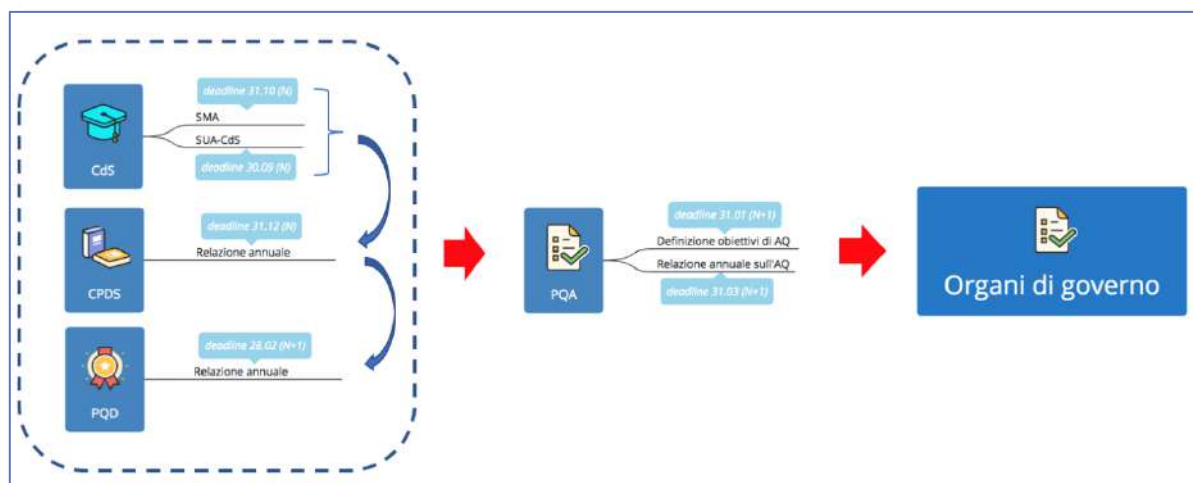 deadline 31.10 (N)
SMA
SUA-CdS
deadline 30.09 (N)
CdS
deadline 31.12 (N)
Relazione annuale
CPDS
deadline 28.02 (N+1)
Relazione annuale
PQD
deadline 31.01 (N+1)
Definizione obiettivi di AQ
Relazione annuale sull'AQ
deadline 31.03 (N+1)
PQA
Organi di governo